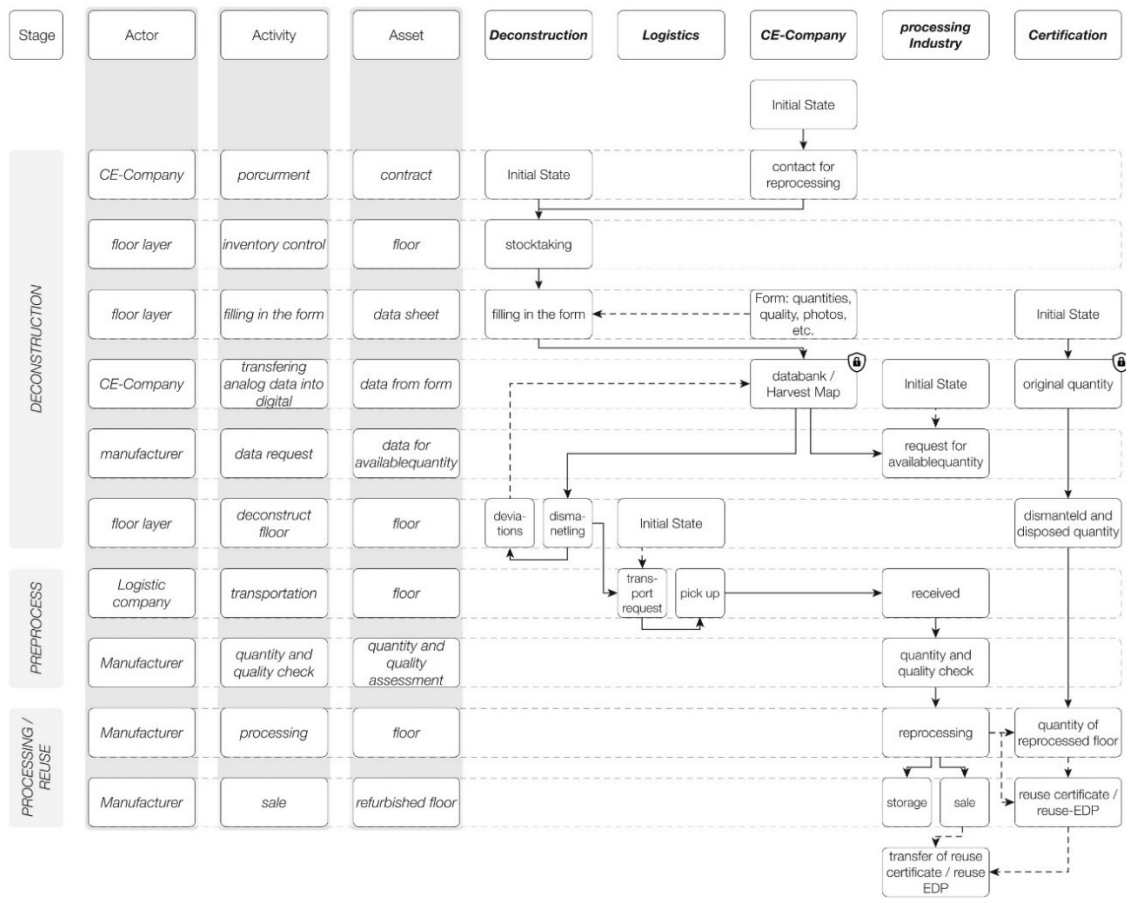 Stage
Actor
Activity
Asset
Deconstruction
Logistics
CE-Company
processing
Industry
Certification
Initial State
DECONSTRUCTION
CE-Company
porcurment
contract
Initial State
contact for
reprocessing
floor layer
inventory control
floor
stocktaking
floor layer
filling in the form
data sheet
filling in the form
Form: quantities,
quality, photos,
etc.
Initial State
CE-Company
transfering
analog data into
digital
data from form
databank /
Harvest Map
Initial State
original quantity
manufacturer
data request
data for
availablequantity
request for
availablequantity
floor layer
deconstruct
flloor
floor
devia-
tions
disma-
netling
Initial State
dismanteld and
disposed quantity
PREPROCESS
Logistic
company
transportation
floor
trans-
port
request
pick up
received
Manufacturer
quantity and
quality check
quantity and
quality
assessment
quantity and
quality check
PROCESSING /
REUSE
Manufacturer
processing
floor
reprocessing
quantity of
reprocessed floor
Manufacturer
sale
refurbished floor
storage
sale
reuse certificate /
reuse-EDP
transfer of reuse
certificate / reuse
EDP